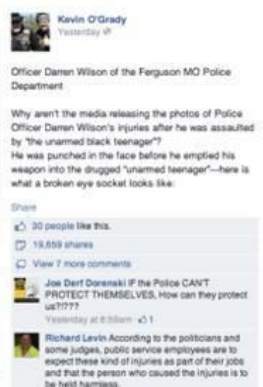 Kevin O'Grady
Yesterday
Officer Darren Wilson of the Ferguson MO Police
Department
Why aren't the media releasing the photos of Police
Officer Darren Wilson's injuries after he was assaulted
by "the unarmed black teenager"?
He was punched in the face before he emptied his
weapon into the drugged "unarmed teenager"—here is
what a broken eye socket looks like:
Share
30 people like this.
19,659 shares
View 7 more comments
Joe Derf Dorenski IF the Police CAN'T
PROTECT THEMSELVES, How can they protect
us?!???
Yesterday at 8:59am · 1
Richard Levin According to the politicians and
some judges, public service employees are to
expect these kind of injuries as part of their jobs
and that the person who caused the injuries is to
be held harmless.